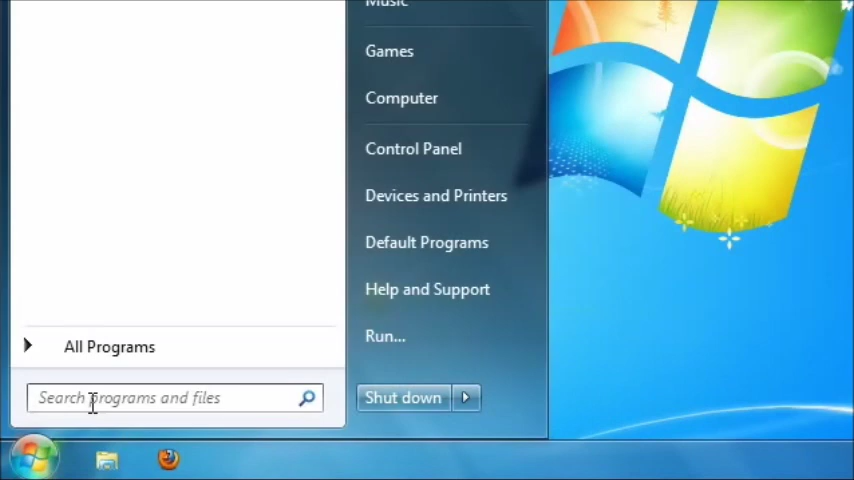 Music
Games
Computer
Control Panel
Devices and Printers
Default Programs
Help and Support
Run...
All Programs
Search programs and files
Shut down